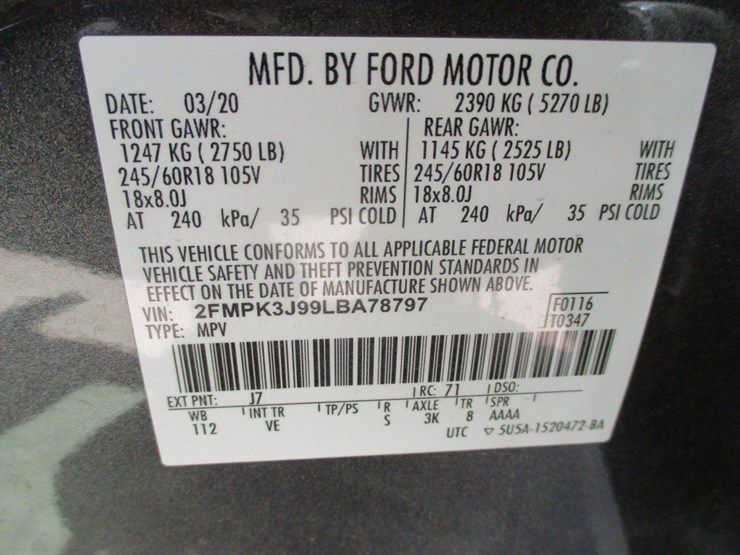 MFD. BY FORD MOTOR CO.
DATE: 03/20 GVWR: 2390 KG ( 5270 LB)
FRONT GAWR: REAR GAWR:
1247 KG ( 2750 LB) WITH 1145 KG ( 2525 LB) WITH
245/60R18 105V TIRES 245/60R18 105V TIRES
18x8.0J RIMS 18x8.0J RIMS
AT 240 kPa/ 35 PSI COLD AT 240 kPa/ 35 PSI COLD
THIS VEHICLE CONFORMS TO ALL APPLICABLE FEDERAL MOTOR
VEHICLE SAFETY AND THEFT PREVENTION STANDARDS IN
EFFECT ON THE DATE OF MANUFACTURE SHOWN ABOVE.
VIN: 2FMPK3J99LBA78797 F0116
TYPE: MPV T0347
EXT PNT: J7 RC: 71 DSO:
WB INT TR TP/PS R AXLE TR SPR
112 VE S 3K 8 AAAA
UTC ▽ 5USA-1520472-BA